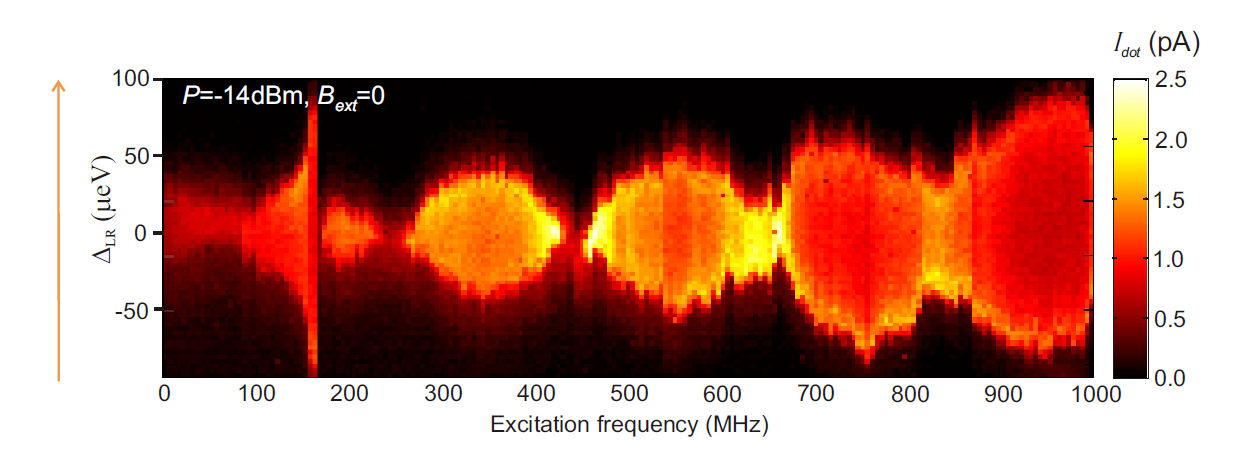 I_dot (pA)
P=-14dBm, B_ext=0
100
50
0
-50
Δ_LR (μeV)
2.5
2.0
1.5
1.0
0.5
0.0
0 100 200 300 400 500 600 700 800 900 1000
Excitation frequency (MHz)